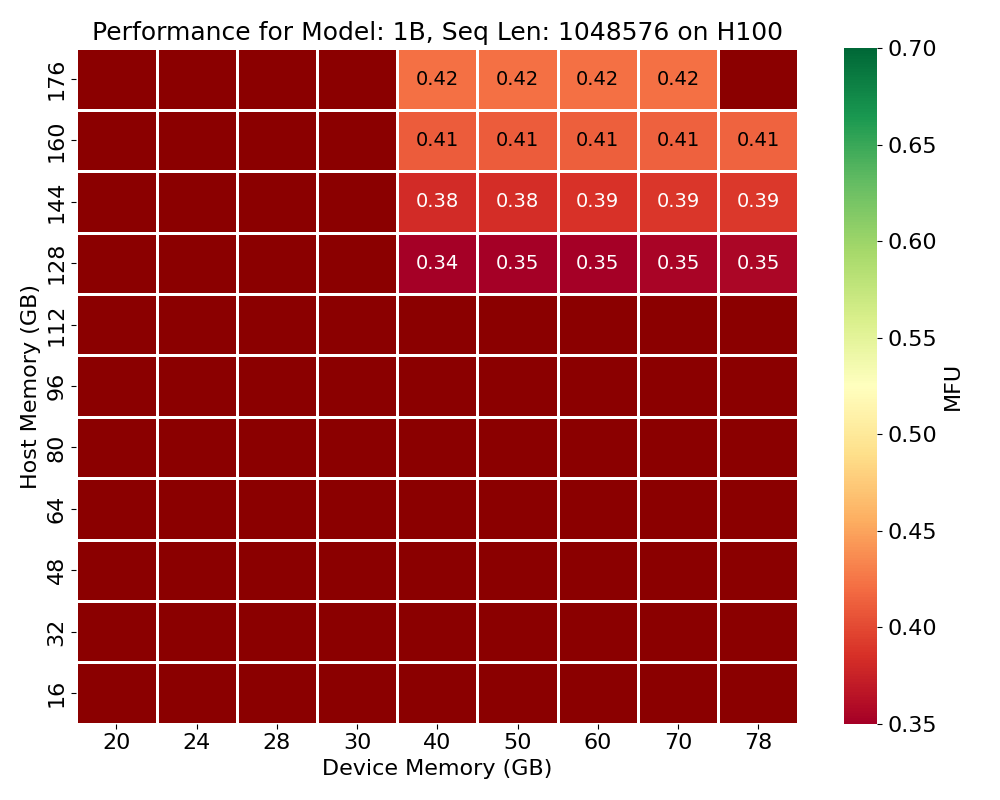 Performance for Model: 1B, Seq Len: 1048576 on H100
176 0.42 0.42 0.42 0.42
160 0.41 0.41 0.41 0.41 0.41
144 0.38 0.38 0.39 0.39 0.39
128 0.34 0.35 0.35 0.35 0.35
112
96
80
64
48
32
16
Host Memory (GB)
20 24 28 30 40 50 60 70 78
Device Memory (GB)
0.70
0.65
0.60
0.55
0.50
0.45
0.40
0.35
MFU